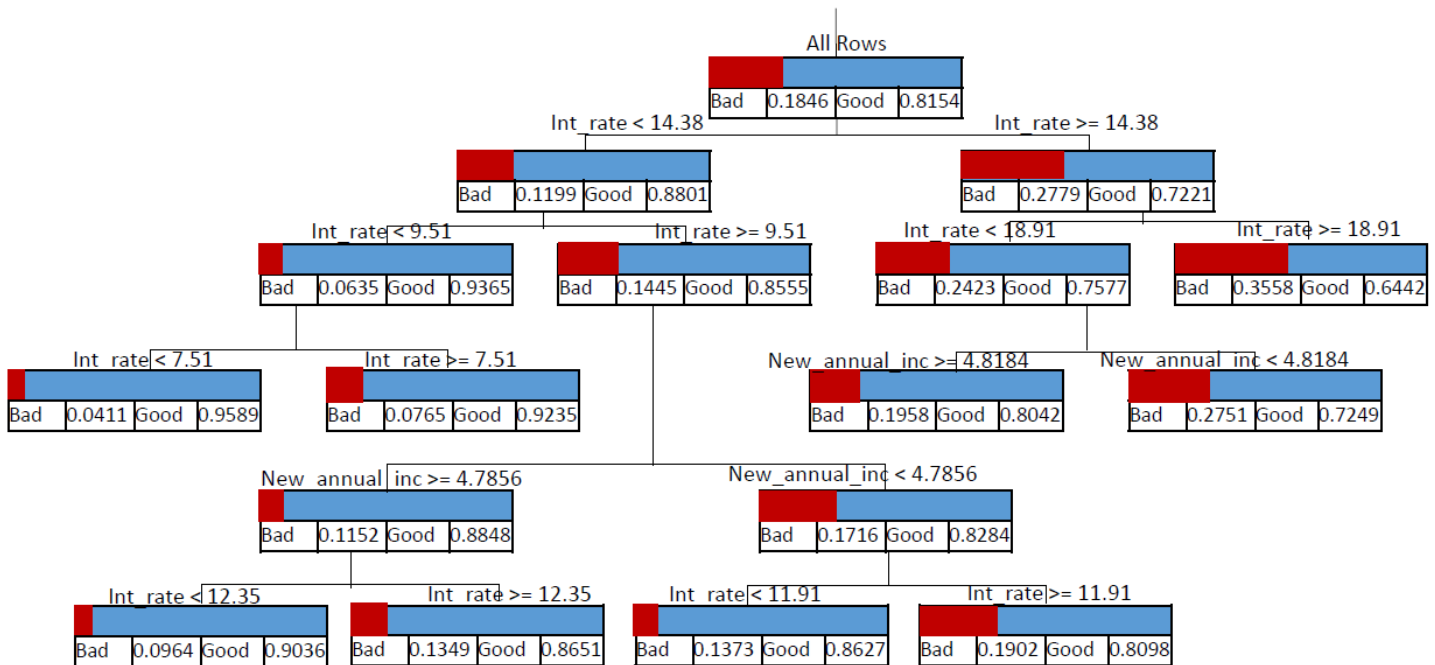 All Rows
Bad 0.1846 Good 0.8154
Int_rate < 14.38 Int_rate >= 14.38
Bad 0.1199 Good 0.8801 Bad 0.2779 Good 0.7221
Int_rate < 9.51 Int_rate >= 9.51 Int_rate < 18.91 Int_rate >= 18.91
Bad 0.0635 Good 0.9365 Bad 0.1445 Good 0.8555 Bad 0.2423 Good 0.7577 Bad 0.3558 Good 0.6442
Int_rate < 7.51 Int_rate >= 7.51 New_annual_inc >= 4.8184 New_annual_inc < 4.8184
Bad 0.0411 Good 0.9589 Bad 0.0765 Good 0.9235 Bad 0.1958 Good 0.8042 Bad 0.2751 Good 0.7249
New_annual_inc >= 4.7856 New_annual_inc < 4.7856
Bad 0.1152 Good 0.8848 Bad 0.1716 Good 0.8284
Int_rate < 12.35 Int_rate >= 12.35 Int_rate < 11.91 Int_rate >= 11.91
Bad 0.0964 Good 0.9036 Bad 0.1349 Good 0.8651 Bad 0.1373 Good 0.8627 Bad 0.1902 Good 0.8098